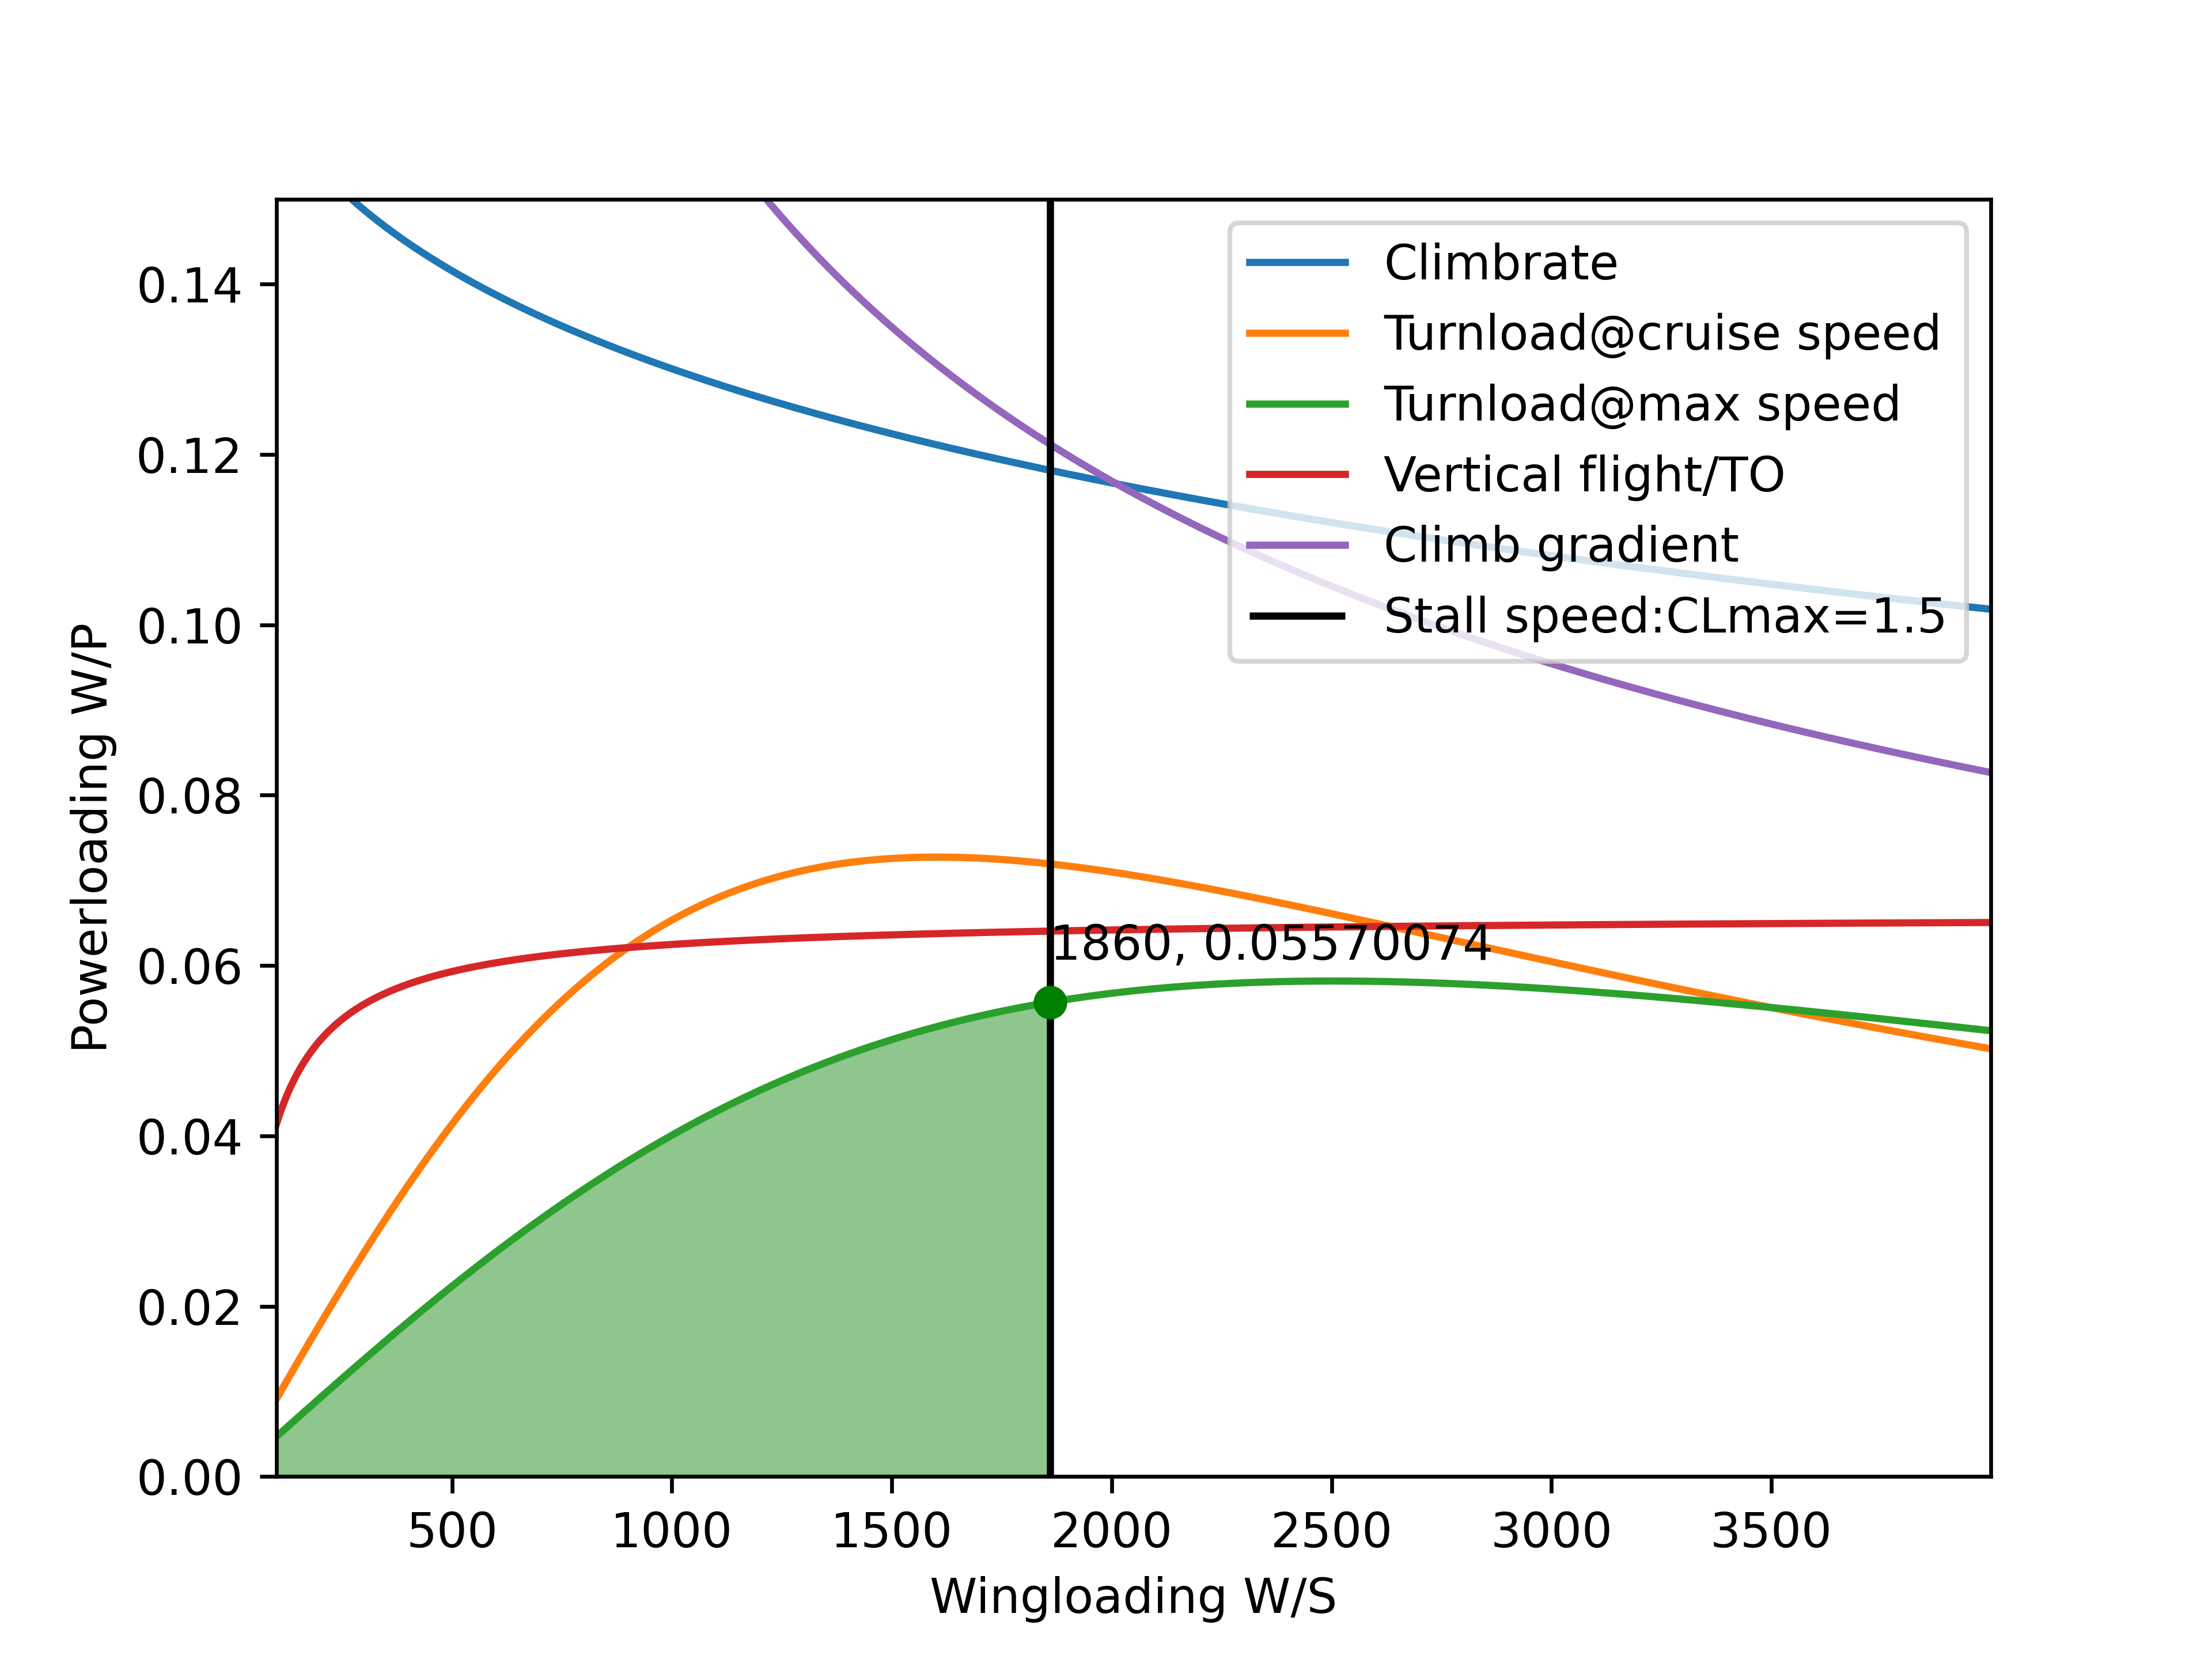 Climbrate
Turnload@cruise speed
Turnload@max speed
Vertical flight/TO
Climb gradient
Stall speed:CLmax=1.5
0.14
0.12
0.10
0.08
0.06
0.04
0.02
0.00
Powerloading W/P
1860, 0.05570074
500 1000 1500 2000 2500 3000 3500
Wingloading W/S